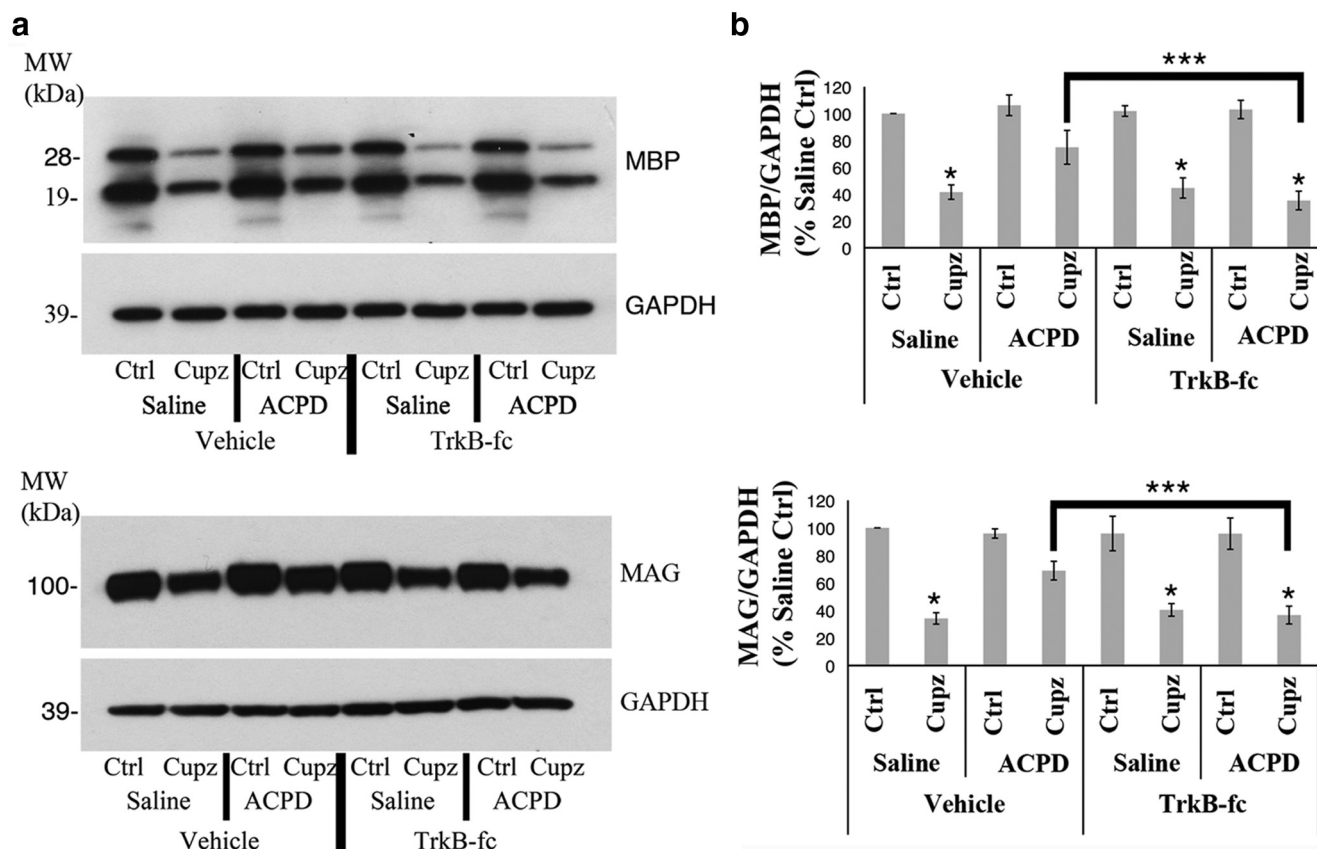 a
MW
(kDa)
28-
19-
MBP
39-
GAPDH
Ctrl Cupz Ctrl Cupz Ctrl Cupz Ctrl Cupz
Saline ACPD Saline ACPD
Vehicle TrkB-fc
MW
(kDa)
100-
MAG
39-
GAPDH
Ctrl Cupz Ctrl Cupz Ctrl Cupz Ctrl Cupz
Saline ACPD Saline ACPD
Vehicle TrkB-fc
b
MBP/GAPDH
(% Saline Ctrl)
120
100
80
60
40
20
0
***
* * *
Ctrl Cupz Ctrl Cupz Ctrl Cupz Ctrl Cupz
Saline ACPD Saline ACPD
Vehicle TrkB-fc
MAG/GAPDH
(% Saline Ctrl)
120
100
80
60
40
20
0
***
* * *
Ctrl Cupz Ctrl Cupz Ctrl Cupz Ctrl Cupz
Saline ACPD Saline ACPD
Vehicle TrkB-fc